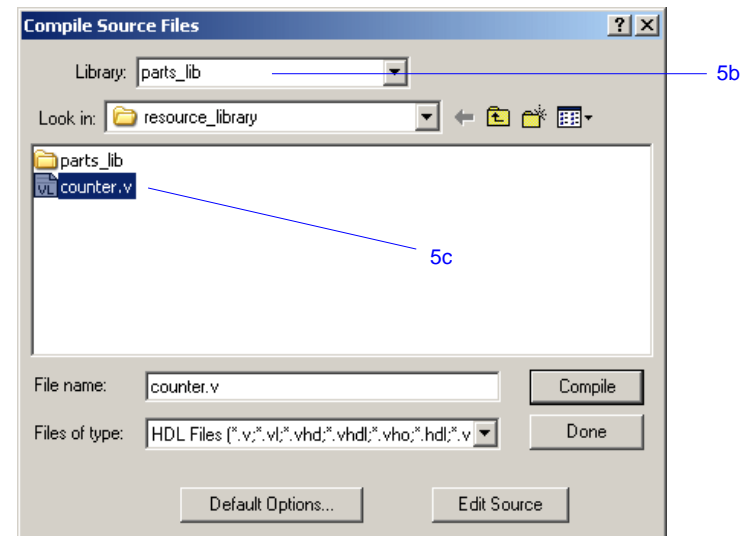 Compile Source Files
Library: parts_lib
5b
Look in: resource_library
parts_lib
counter.v
5c
File name: counter.v
Compile
Files of type: HDL Files (*.v;*.vl;*.vhd;*.vhdl;*.vho;*.hdl;*.v
Done
Default Options...
Edit Source